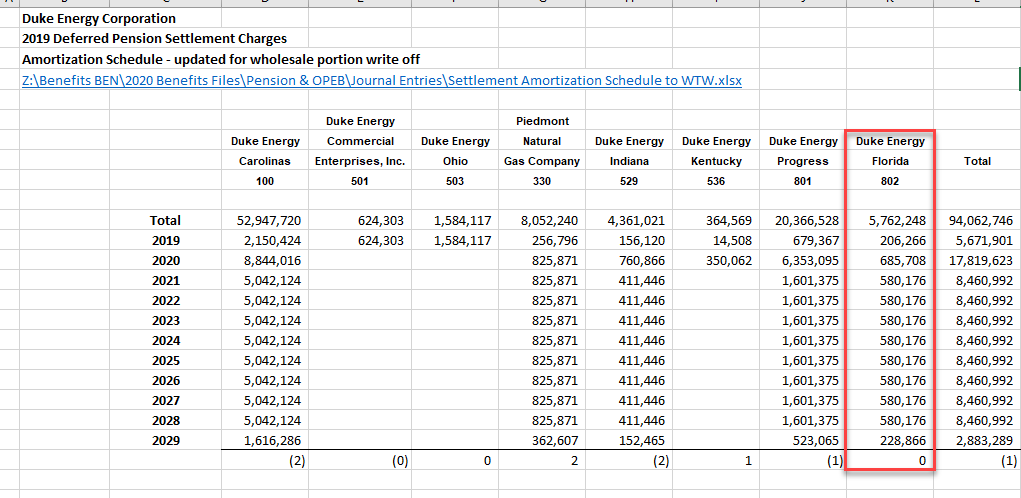 Duke Energy Corporation
2019 Deferred Pension Settlement Charges
Amortization Schedule - updated for wholesale portion write off
Z:\Benefits BEN\2020 Benefits Files\Pension & OPEB\Journal Entries\Settlement Amortization Schedule to WTW.xlsx
Duke Energy Piedmont
Duke Energy Commercial Duke Energy Natural Duke Energy Duke Energy Duke Energy Duke Energy
Carolinas Enterprises, Inc. Ohio Gas Company Indiana Kentucky Progress Florida Total
100 501 503 330 529 536 801 802
Total 52,947,720 624,303 1,584,117 8,052,240 4,361,021 364,569 20,366,528 5,762,248 94,062,746
2019 2,150,424 624,303 1,584,117 256,796 156,120 14,508 679,367 206,266 5,671,901
2020 8,844,016 825,871 760,866 350,062 6,353,095 685,708 17,819,623
2021 5,042,124 825,871 411,446 1,601,375 580,176 8,460,992
2022 5,042,124 825,871 411,446 1,601,375 580,176 8,460,992
2023 5,042,124 825,871 411,446 1,601,375 580,176 8,460,992
2024 5,042,124 825,871 411,446 1,601,375 580,176 8,460,992
2025 5,042,124 825,871 411,446 1,601,375 580,176 8,460,992
2026 5,042,124 825,871 411,446 1,601,375 580,176 8,460,992
2027 5,042,124 825,871 411,446 1,601,375 580,176 8,460,992
2028 5,042,124 825,871 411,446 1,601,375 580,176 8,460,992
2029 1,616,286 362,607 152,465 523,065 228,866 2,883,289
(2) (0) 0 2 (2) 1 (1) 0 (1)